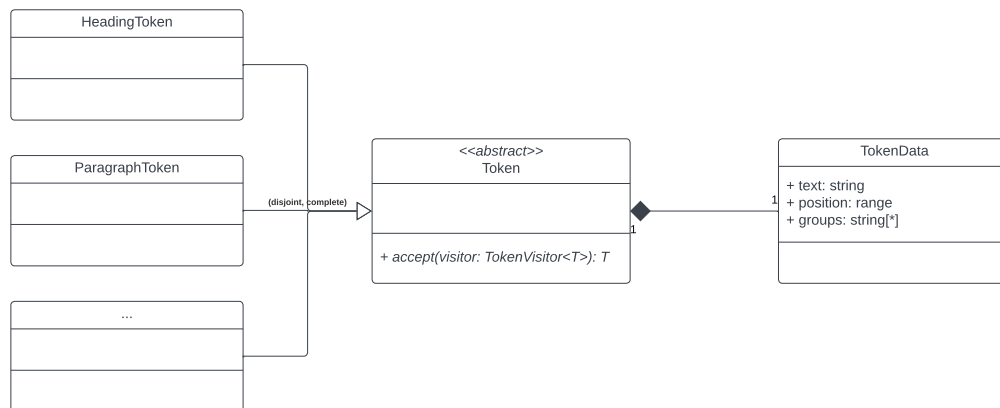 HeadingToken
ParagraphToken
...
(disjoint, complete)
<<abstract>>
Token
+ accept(visitor: TokenVisitor<T>): T
1
1
TokenData
+ text: string
+ position: range
+ groups: string[*]